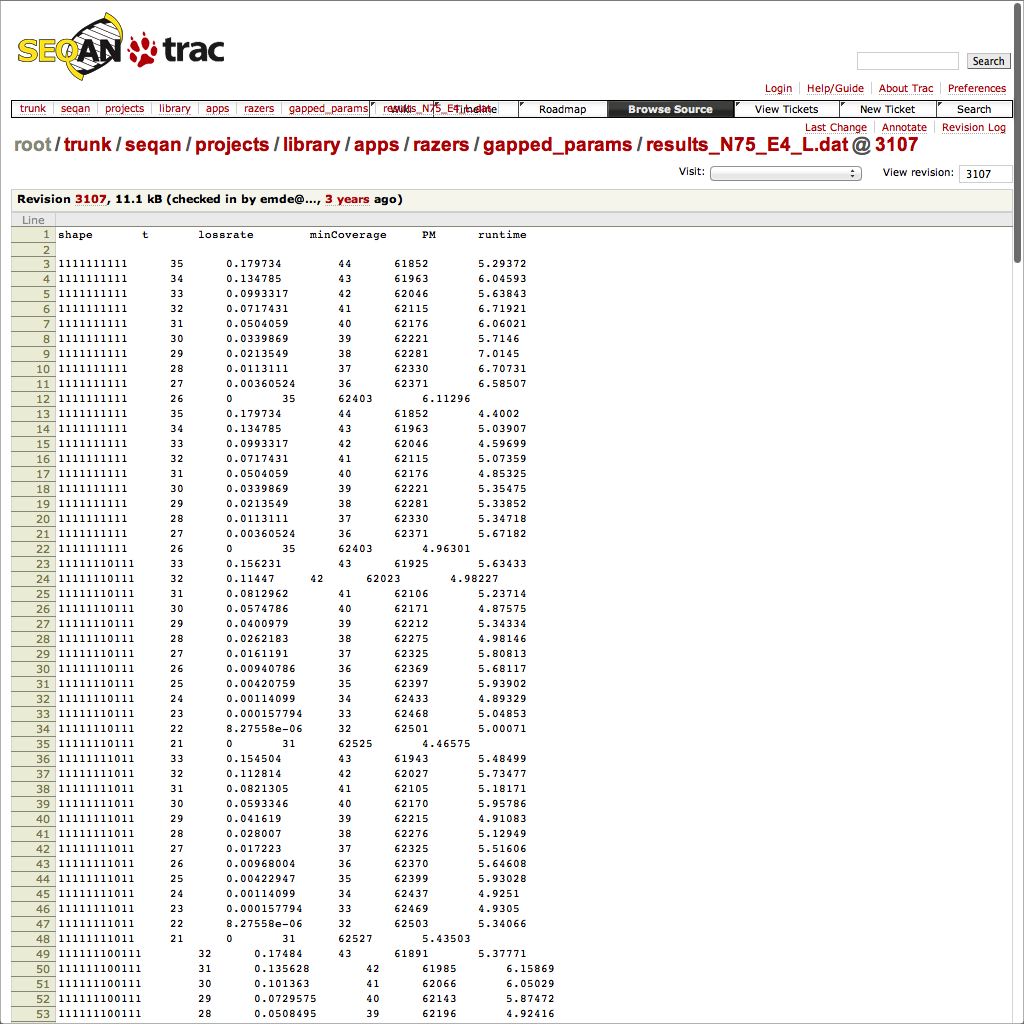 SEQAN trac
Search
Login Help/Guide About Trac Preferences
trunk seqan projects library apps razers gapped_params results_N75_E4_L.dat Wiki Timeline Roadmap Browse Source View Tickets New Ticket Search
Last Change Annotate Revision Log
root/trunk/seqan/projects/library/apps/razers/gapped_params/results_N75_E4_L.dat @ 3107
Visit: View revision: 3107
Revision 3107, 11.1 kB (checked in by emde@..., 3 years ago)
Line
1 shape t lossrate minCoverage PM runtime
2
3 1111111111 35 0.179734 44 61852 5.29372
4 1111111111 34 0.134785 43 61963 6.04593
5 1111111111 33 0.0993317 42 62046 5.63843
6 1111111111 32 0.0717431 41 62115 6.71921
7 1111111111 31 0.0504059 40 62176 6.06021
8 1111111111 30 0.0339869 39 62221 5.7146
9 1111111111 29 0.0213549 38 62281 7.0145
10 1111111111 28 0.0113111 37 62330 6.70731
11 1111111111 27 0.00360524 36 62371 6.58507
12 1111111111 26 0 35 62403 6.11296
13 1111111111 35 0.179734 44 61852 4.4002
14 1111111111 34 0.134785 43 61963 5.03907
15 1111111111 33 0.0993317 42 62046 4.59699
16 1111111111 32 0.0717431 41 62115 5.07359
17 1111111111 31 0.0504059 40 62176 4.85325
18 1111111111 30 0.0339869 39 62221 5.35475
19 1111111111 29 0.0213549 38 62281 5.33852
20 1111111111 28 0.0113111 37 62330 5.34718
21 1111111111 27 0.00360524 36 62371 5.67182
22 1111111111 26 0 35 62403 4.96301
23 11111110111 33 0.156231 43 61925 5.63433
24 11111110111 32 0.11447 42 62023 4.98227
25 11111110111 31 0.0812962 41 62106 5.23714
26 11111110111 30 0.0574786 40 62171 4.87575
27 11111110111 29 0.0400979 39 62212 5.34334
28 11111110111 28 0.0262183 38 62275 4.98146
29 11111110111 27 0.0161191 37 62325 5.80813
30 11111110111 26 0.00940786 36 62369 5.68117
31 11111110111 25 0.00420759 35 62397 5.93902
32 11111110111 24 0.00114099 34 62433 4.89329
33 11111110111 23 0.000157794 33 62468 5.04853
34 11111110111 22 8.27558e-06 32 62501 5.00071
35 11111110111 21 0 31 62525 4.46575
36 11111111011 33 0.154504 43 61943 5.48499
37 11111111011 32 0.112814 42 62027 5.73477
38 11111111011 31 0.0821305 41 62105 5.18171
39 11111111011 30 0.0593346 40 62170 5.95786
40 11111111011 29 0.041619 39 62215 4.91083
41 11111111011 28 0.028007 38 62276 5.12949
42 11111111011 27 0.017223 37 62325 5.51606
43 11111111011 26 0.00968004 36 62370 5.64608
44 11111111011 25 0.00422947 35 62399 5.93028
45 11111111011 24 0.00114099 34 62437 4.9251
46 11111111011 23 0.000157794 33 62469 4.9305
47 11111111011 22 8.27558e-06 32 62503 5.34066
48 11111111011 21 0 31 62527 5.43503
49 111111100111 32 0.17484 43 61891 5.37771
50 111111100111 31 0.135628 42 61985 6.15869
51 111111100111 30 0.101363 41 62066 6.05029
52 111111100111 29 0.0729575 40 62143 5.87472
53 111111100111 28 0.0508495 39 62196 4.92416